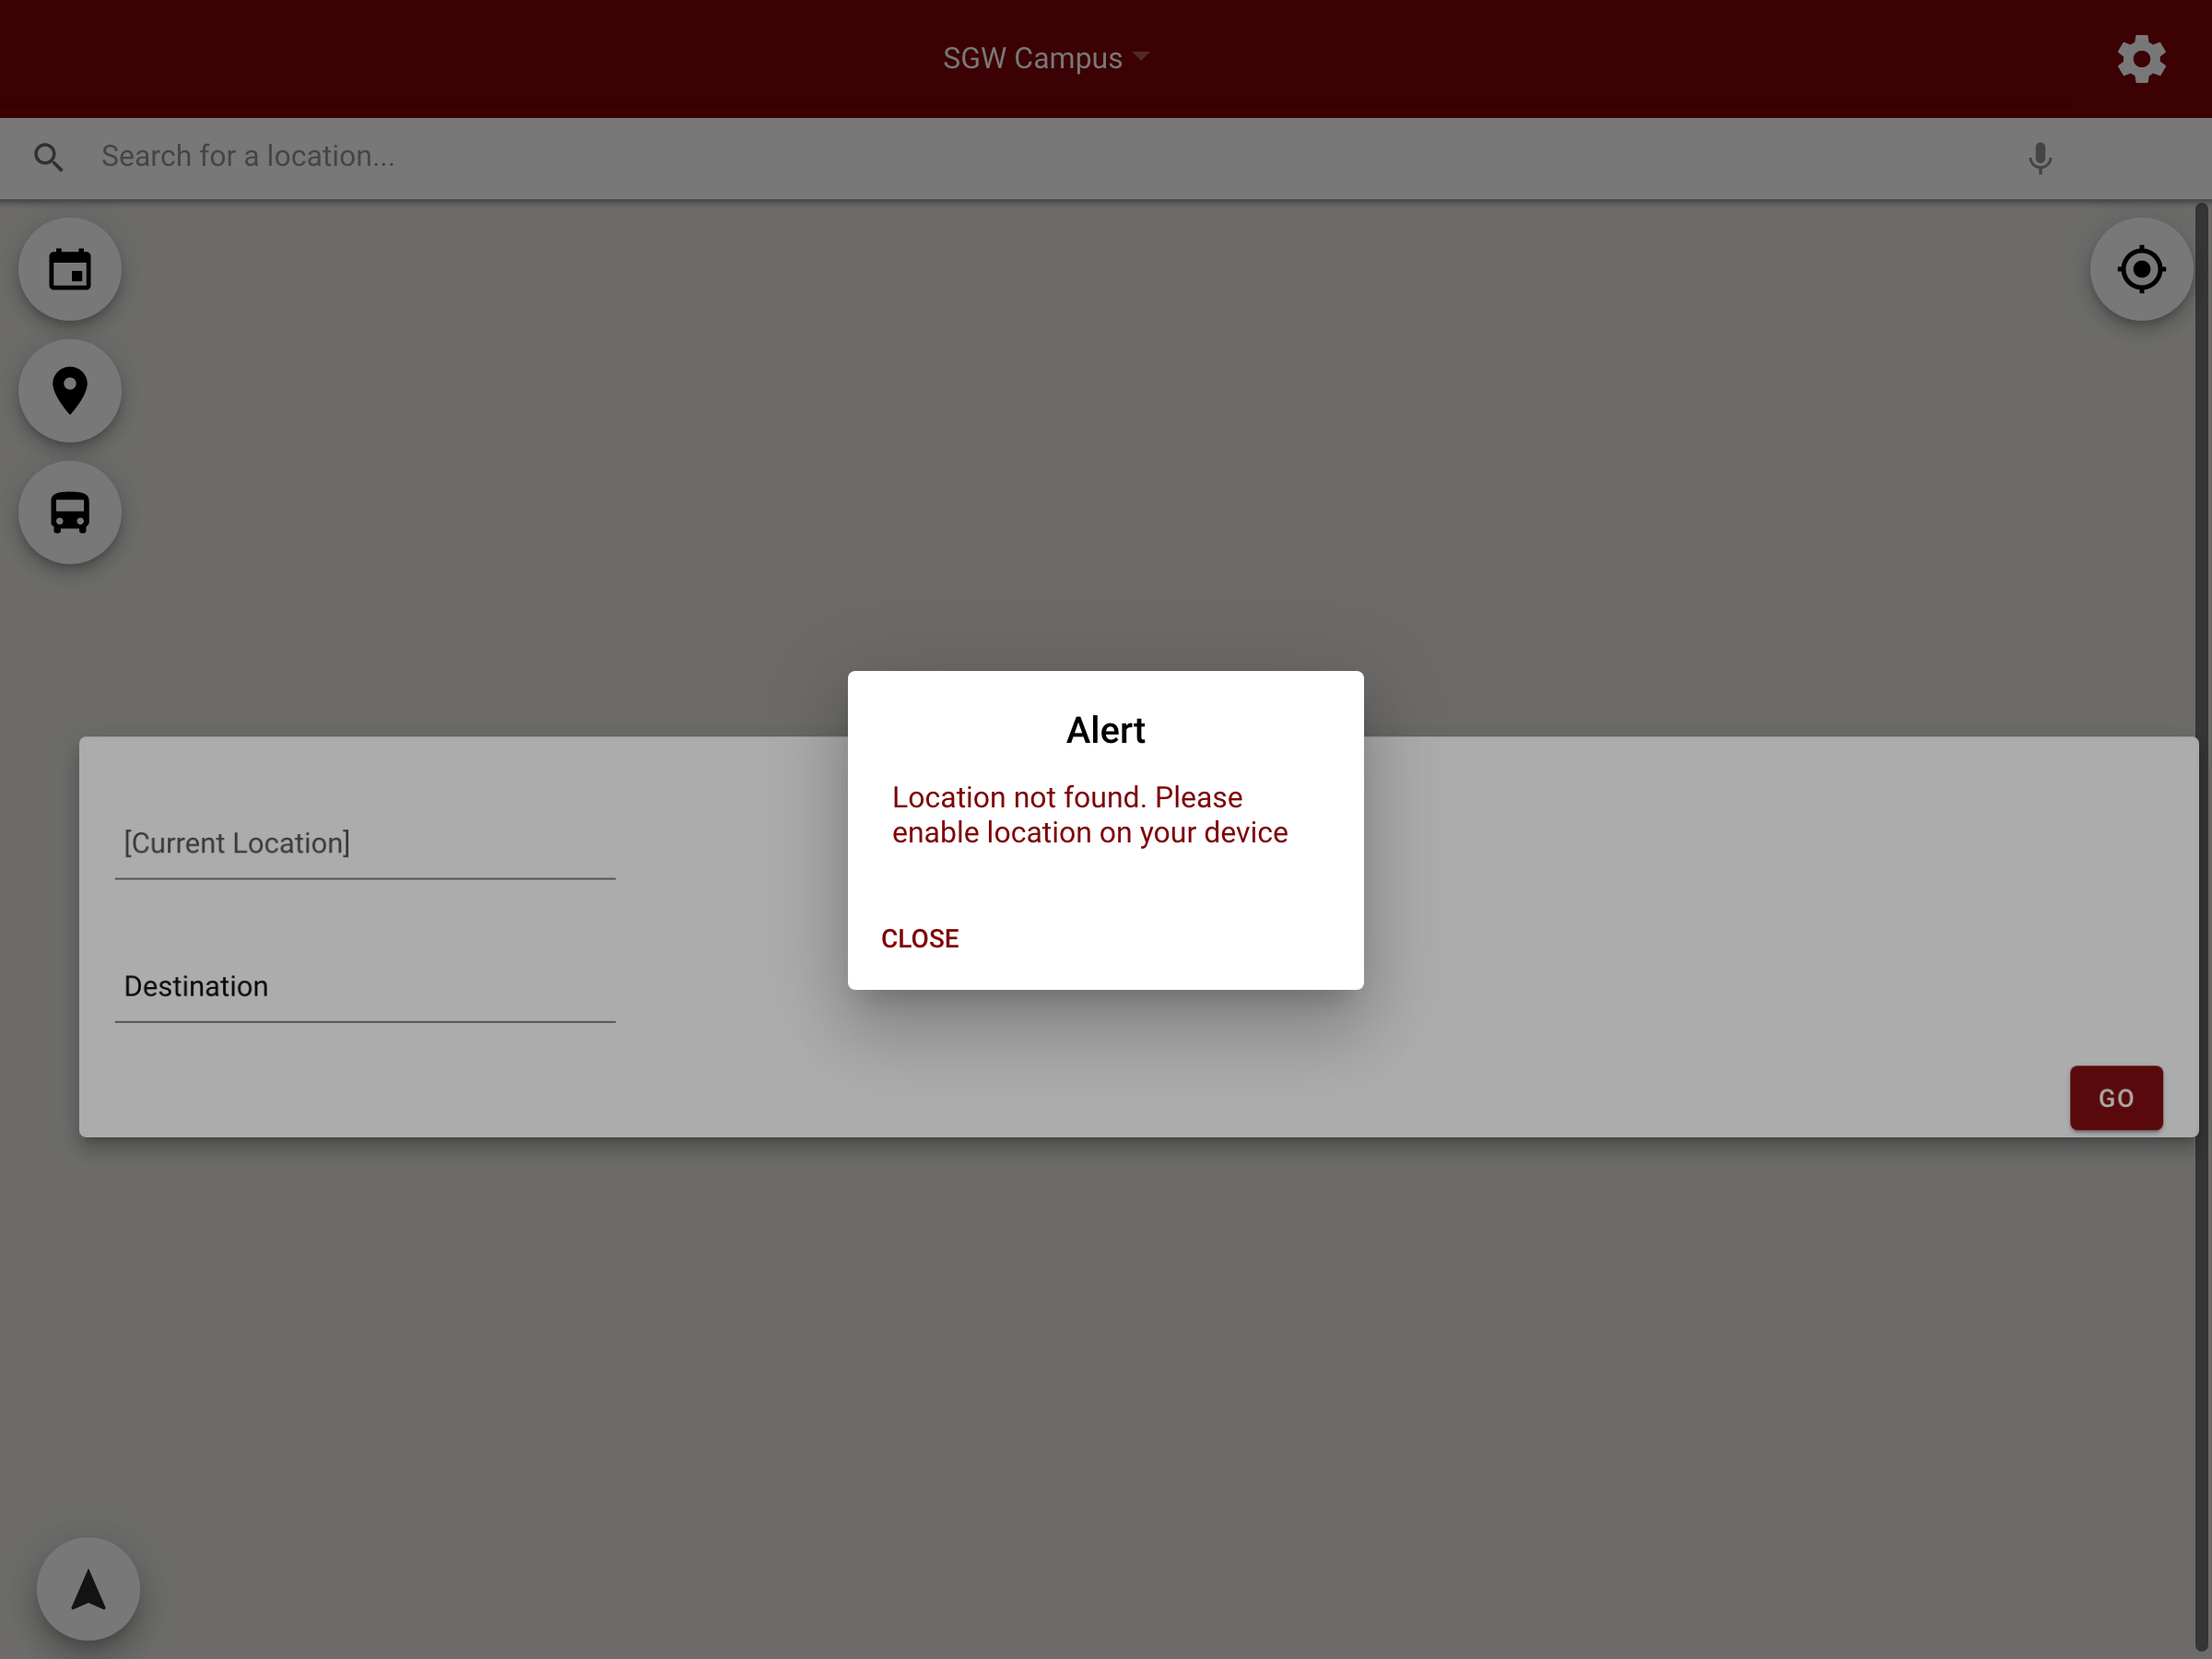 SGW Campus
Search for a location...
Alert
Location not found. Please
enable location on your device
CLOSE
[Current Location]
Destination
GO